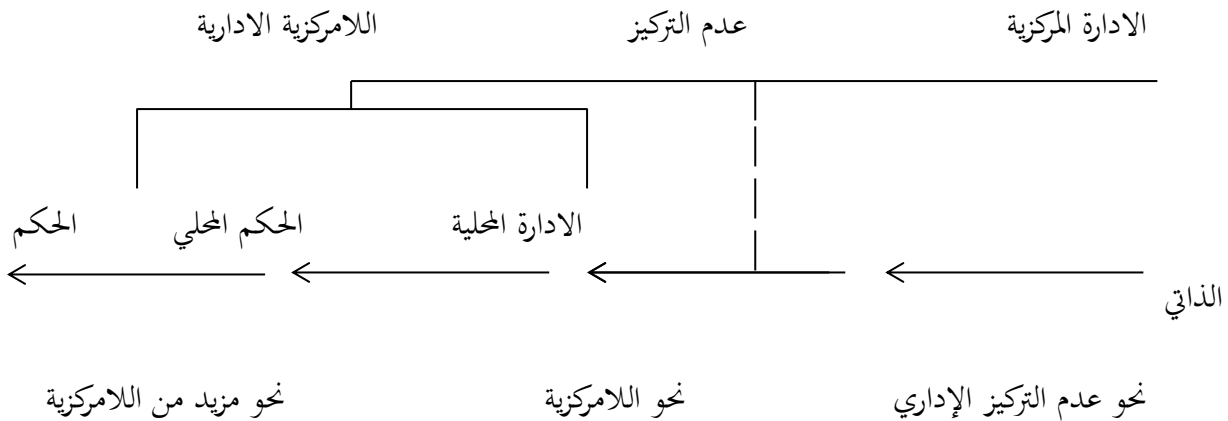 الادارة المركزية عدم التركيز اللامركزية الادارية
الادارة المحلية الحكم المحلي الحكم
الذاتي
نحو عدم التركيز الإداري نحو اللامركزية نحو مزيد من اللامركزية